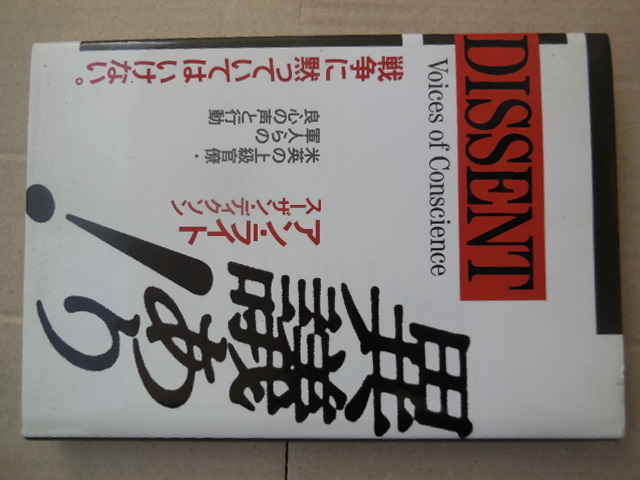 DISSENT
Voices of Conscience
異議あり!
アン・ライト
スーザン・ディクソン
米英の上級官僚・
軍人らの
良心の声と行動
戦争に黙っていてはいけない。